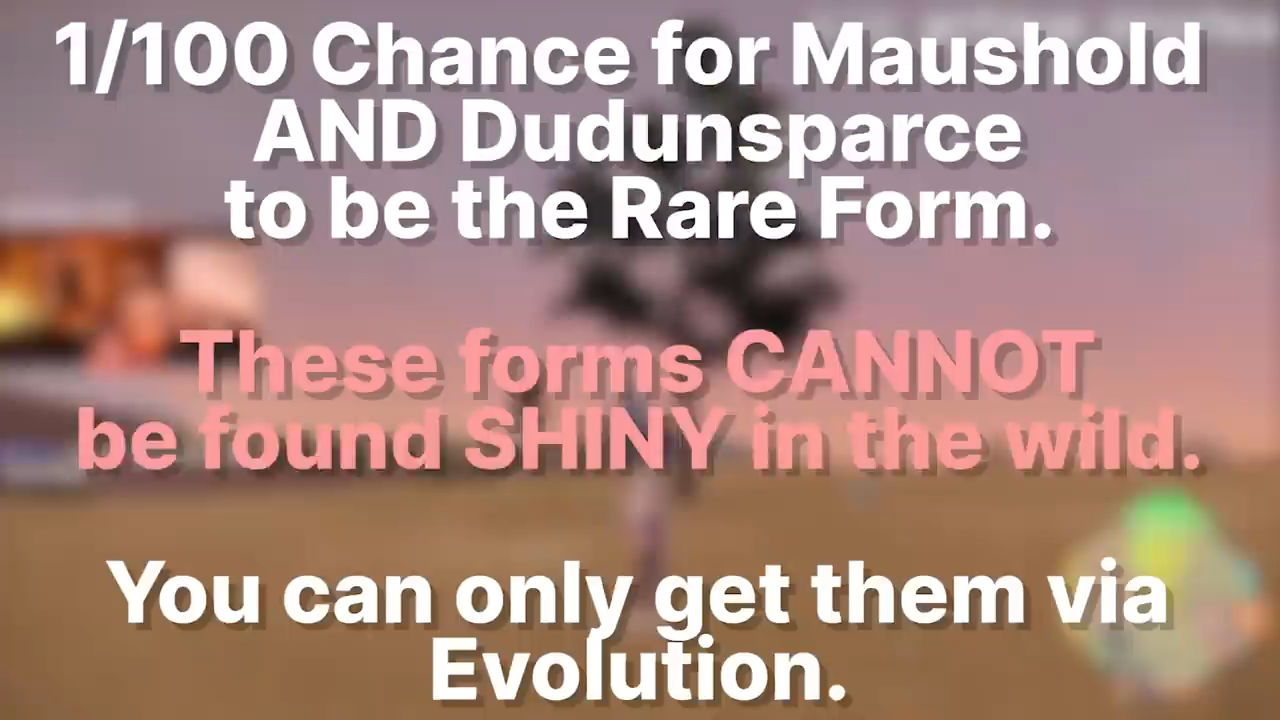 1/100 Chance for Maushold
AND Dudunsparce
to be the Rare Form.
These forms CANNOT
be found SHINY in the wild.
You can only get them via
Evolution.